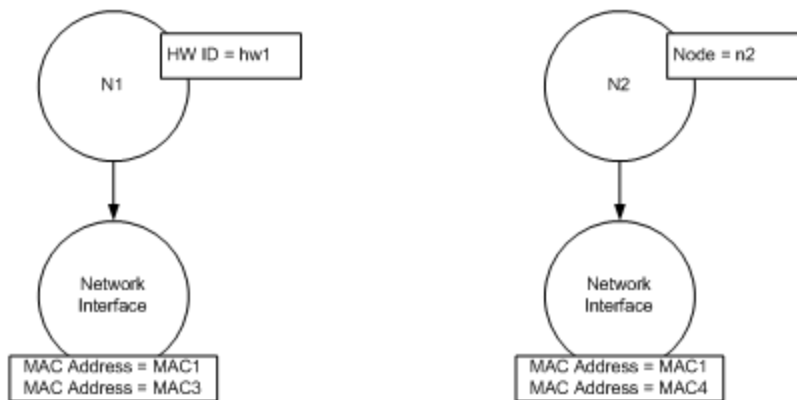 HW ID = hw1
N1
Network
Interface
MAC Address = MAC1
MAC Address = MAC3
Node = n2
N2
Network
Interface
MAC Address = MAC1
MAC Address = MAC4